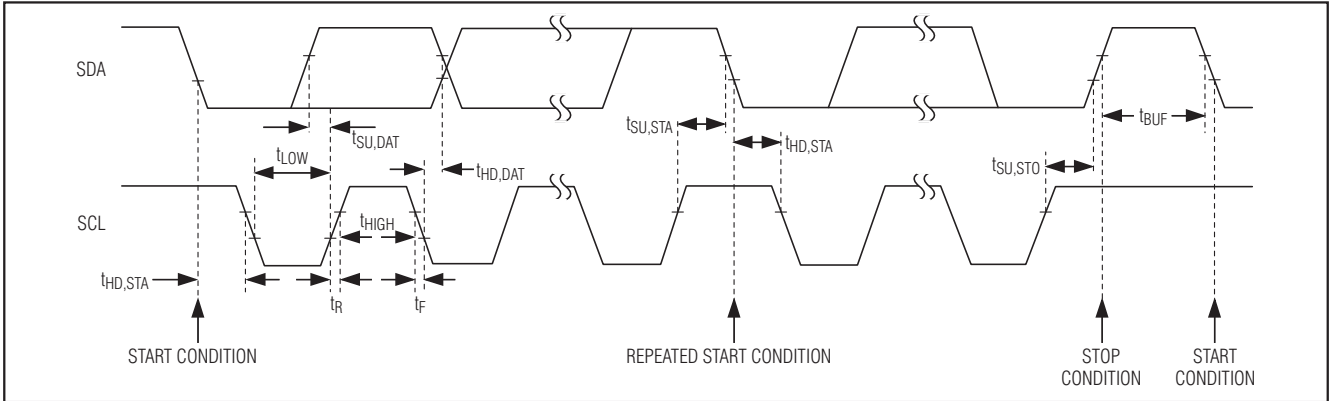 SDA
tSU,DAT
tLOW
tHD,DAT
tSU,STA
tHD,STA
tBUF
tSU,STO
SCL
tHIGH
tHD,STA
tR
tF
START CONDITION
REPEATED START CONDITION
STOP
CONDITION
START
CONDITION